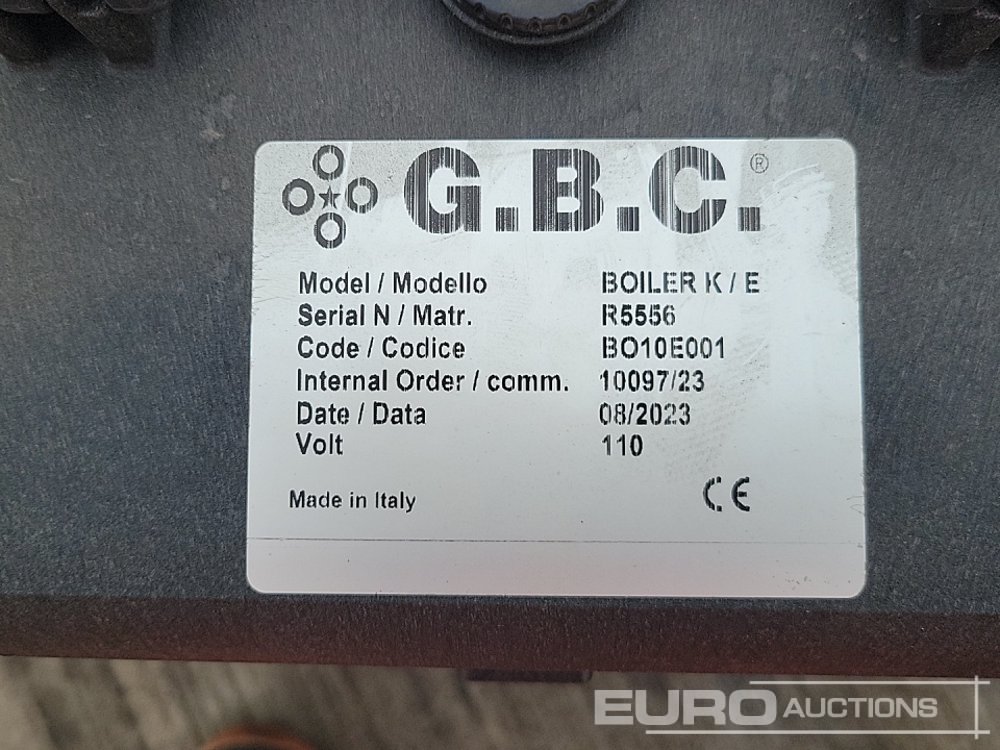 G.B.C.®
Model / Modello BOILER K / E
Serial N / Matr. R5556
Code / Codice BO10E001
Internal Order / comm. 10097/23
Date / Data 08/2023
Volt 110
Made in Italy CE
EURO AUCTIONS